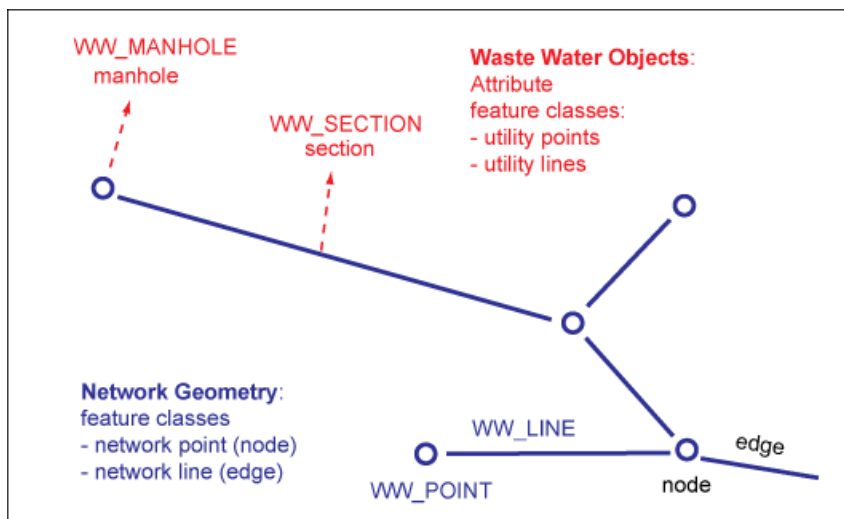 WW_MANHOLE
manhole
WW_SECTION
section
Waste Water Objects:
Attribute
feature classes:
- utility points
- utility lines
Network Geometry:
feature classes
- network point (node)
- network line (edge)
WW_LINE
WW_POINT
edge
node